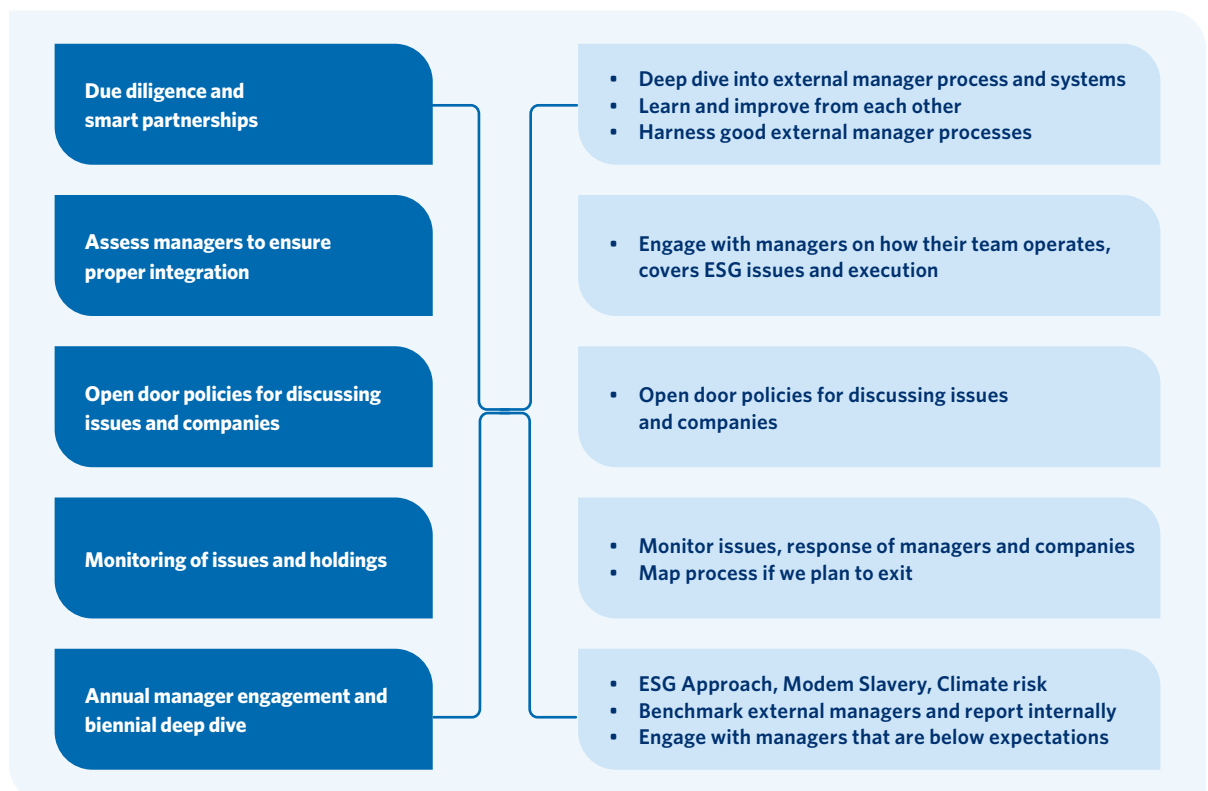 Due diligence and
smart partnerships
• Deep dive into external manager process and systems
• Learn and improve from each other
• Harness good external manager processes
Assess managers to ensure
proper integration
• Engage with managers on how their team operates,
covers ESG issues and execution
Open door policies for discussing
issues and companies
• Open door policies for discussing issues
and companies
Monitoring of issues and holdings
• Monitor issues, response of managers and companies
• Map process if we plan to exit
Annual manager engagement and
biennial deep dive
• ESG Approach, Modem Slavery, Climate risk
• Benchmark external managers and report internally
• Engage with managers that are below expectations